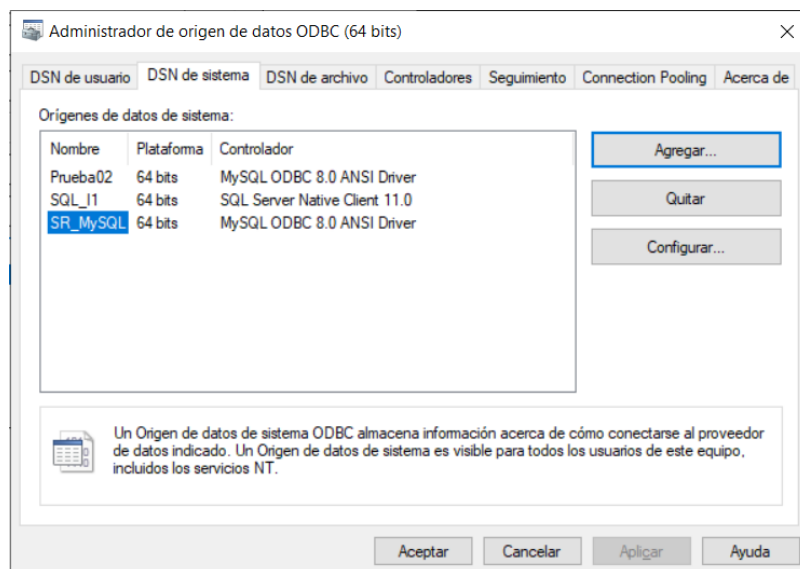 Administrador de origen de datos ODBC (64 bits)
DSN de usuario DSN de sistema DSN de archivo Controladores Seguimiento Connection Pooling Acerca de
Orígenes de datos de sistema:
Nombre Plataforma Controlador
Prueba02 64 bits MySQL ODBC 8.0 ANSI Driver
SQL_I1 64 bits SQL Server Native Client 11.0
SR_MySQL 64 bits MySQL ODBC 8.0 ANSI Driver
Agregar...
Quitar
Configurar...
Un Origen de datos de sistema ODBC almacena información acerca de cómo conectarse al proveedor
de datos indicado. Un Origen de datos de sistema es visible para todos los usuarios de este equipo,
incluidos los servicios NT.
Aceptar Cancelar Aplicar Ayuda